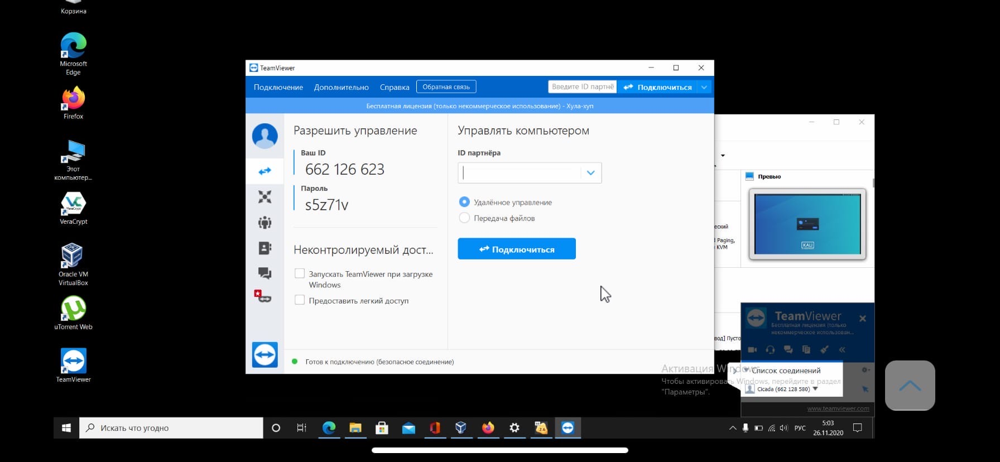 Корзина
Microsoft
Edge
Firefox
Этот
компьютер...
VeraCrypt
Oracle VM
VirtualBox
uTorrent Web
TeamViewer
TeamViewer
Подключение
Дополнительно
Справка
Обратная связь
Введите ID партнё
Подключиться
Бесплатная лицензия (только некоммерческое использование) - Хула-хуп
Разрешить управление
Ваш ID
662 126 623
Пароль
s5z71v
Неконтролируемый дост...
Запускать TeamViewer при загрузке
Windows
Предоставить легкий доступ
Управлять компьютером
ID партнёра
Удалённое управление
Передача файлов
Подключиться
Готов к подключению (безопасное соединение)
Превью
KALI
еский
l Paging,
KVM
вод] Пусто
TeamViewer
Бесплатная лицензия (только
некоммерческое использован...
Список соединений
Cicada (662 128 580)
www.teamviewer.com
Активация Windows
Чтобы активировать Windows, перейдите в раздел
"Параметры".
Искать что угодно
2.6
РУС
5:03
26.11.2020